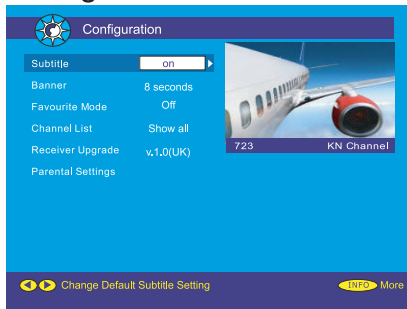 Configuration
Subtitle on
Banner 8 seconds
Favourite Mode Off
Channel List Show all
Receiver Upgrade v.1.0(UK)
Parental Settings
723 KN Channel
Change Default Subtitle Setting INFO More